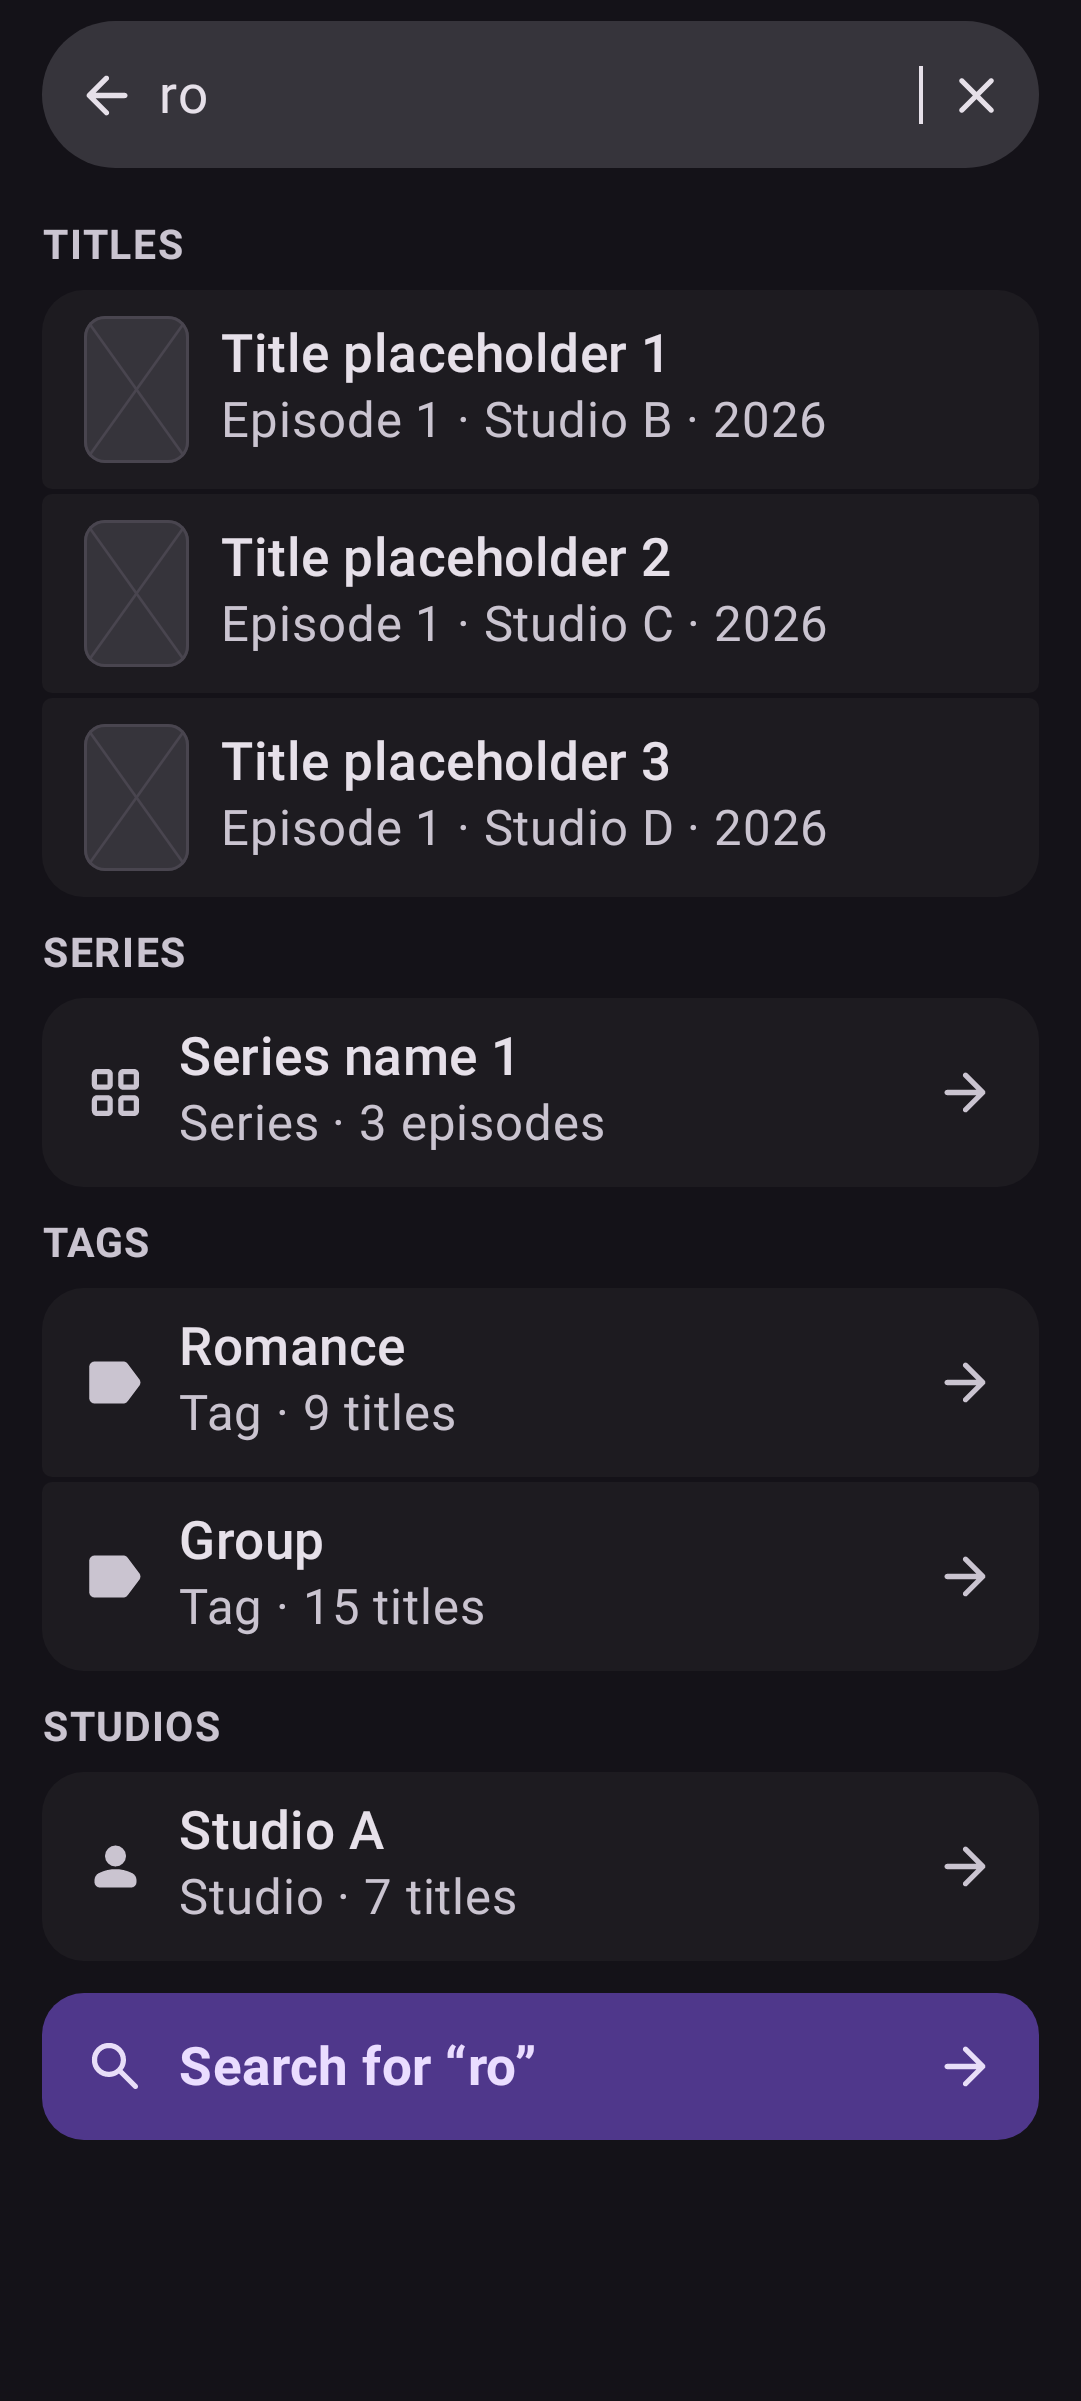 ro
TITLES
Title placeholder 1
Episode 1 · Studio B · 2026
Title placeholder 2
Episode 1 · Studio C · 2026
Title placeholder 3
Episode 1 · Studio D · 2026
SERIES
Series name 1
Series · 3 episodes
TAGS
Romance
Tag · 9 titles
Group
Tag · 15 titles
STUDIOS
Studio A
Studio · 7 titles
Search for “ro”